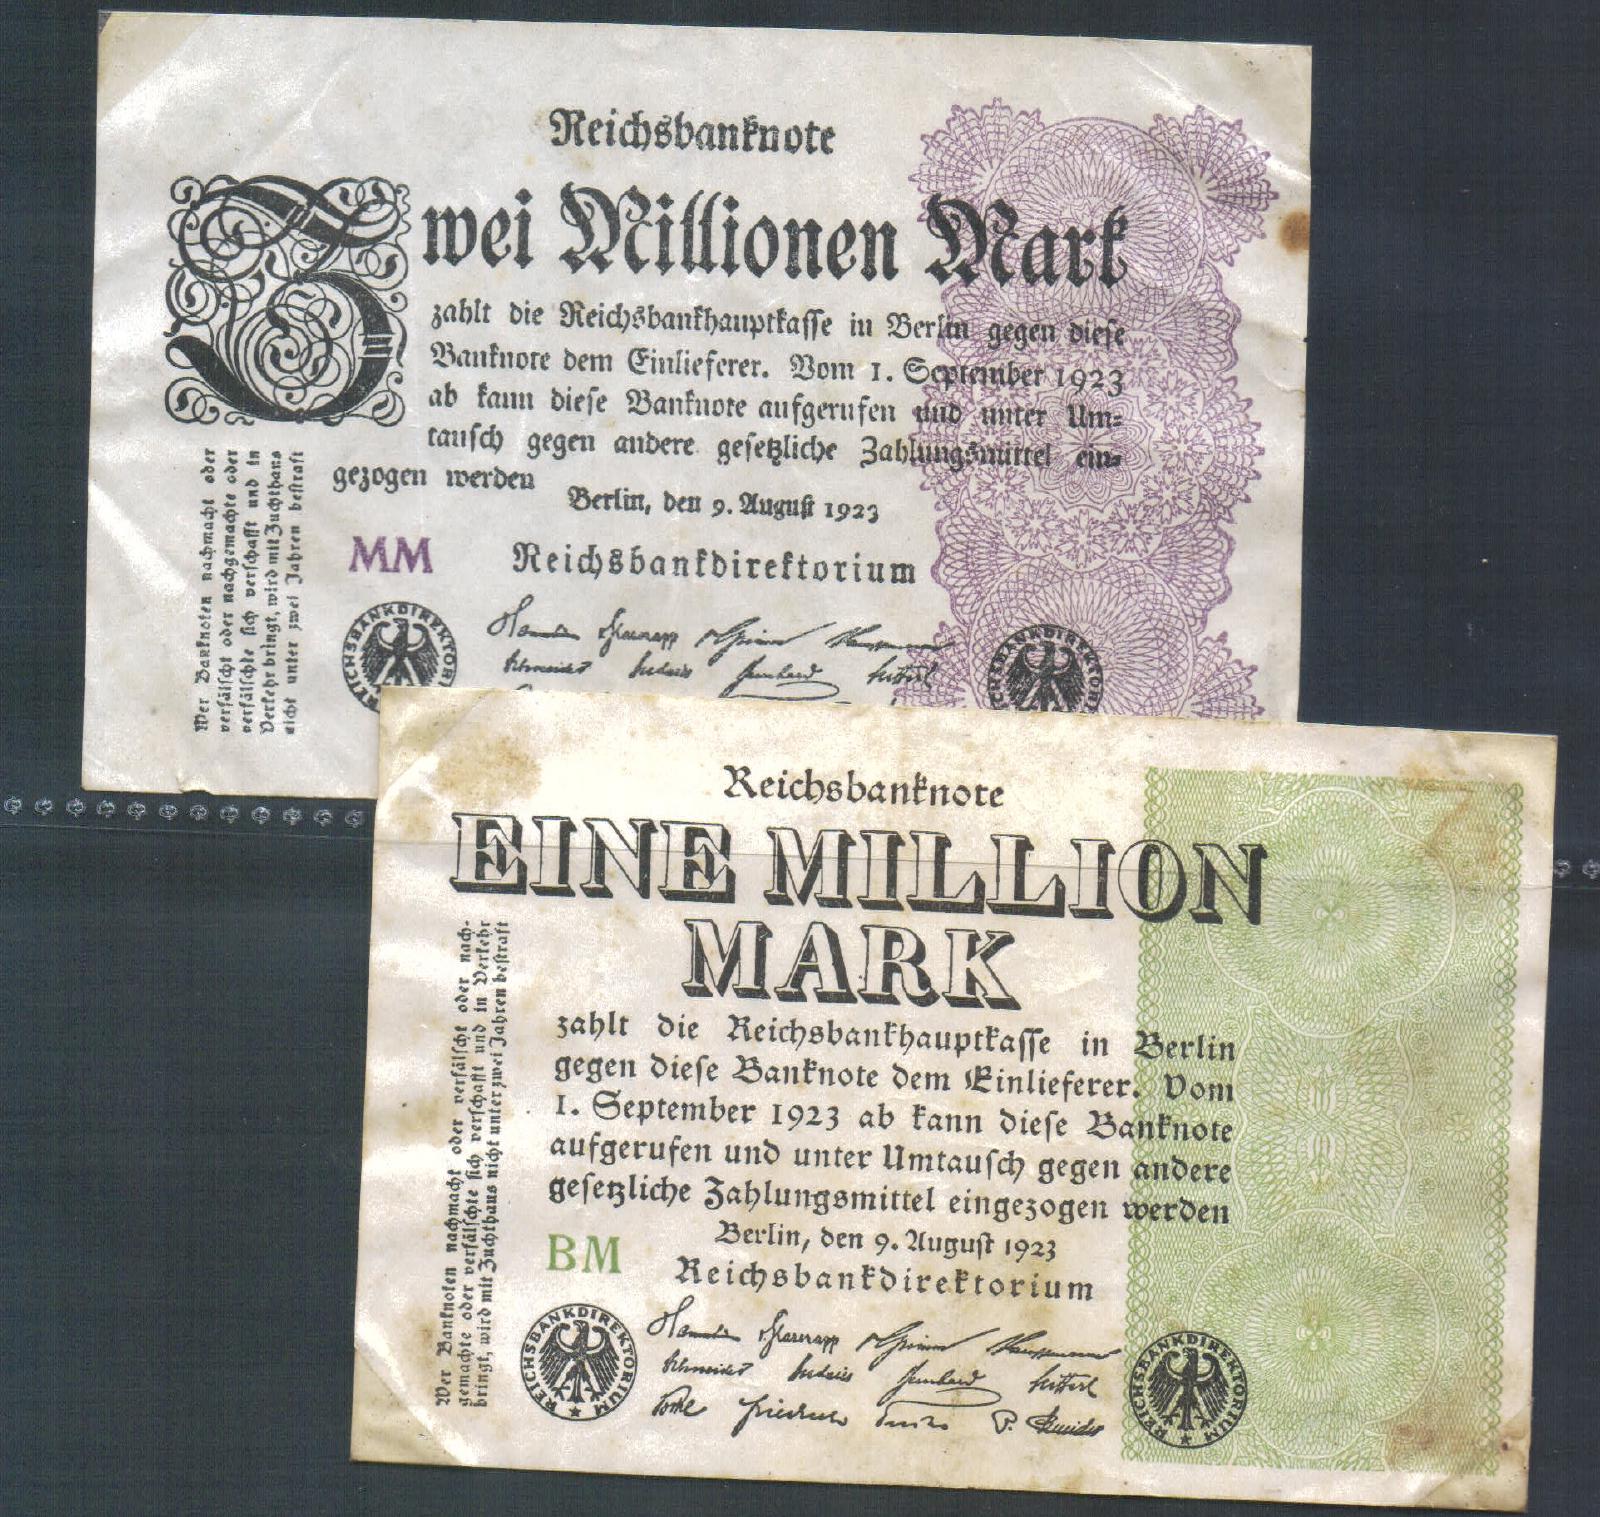 Reichsbanknote
Zwei Millionen Mark
zahlt die Reichsbankhauptkasse in Berlin gegen diese
Banknote dem Einlieferer. Vom 1. September 1923
ab kann diese Banknote aufgerufen und unter Um-
tausch gegen andere gesetzliche Zahlungsmittel ein-
gezogen werden
Berlin, den 9. August 1923
MM
Reichsbankdirektorium
REICHSBANKDIREKTOR
REICHSBANKDIREKTOR
Wer Banknoten nachmacht oder
verfälscht oder nachgemachte oder
verfälschte sich verschafft und in
Verkehr bringt, wird mit Zuchthaus
nicht unter zwei Jahren bestraft
Reichsbanknote
EINE MILLION
MARK
zahlt die Reichsbankhauptkasse in Berlin
gegen diese Banknote dem Einlieferer. Vom
1. September 1923 ab kann diese Banknote
aufgerufen und unter Umtausch gegen andere
gesetzliche Zahlungsmittel eingezogen werden
Berlin, den 9. August 1923
BM
Reichsbankdirektorium
REICHSBANKDIREKTORIUM
REICHSBANKDIREKTORIUM
Wer Banknoten nachmacht oder verfälscht oder nach-
gemachte oder verfälschte sich verschafft und in Verkehr
bringt, wird mit Zuchthaus nicht unter zwei Jahren bestraft